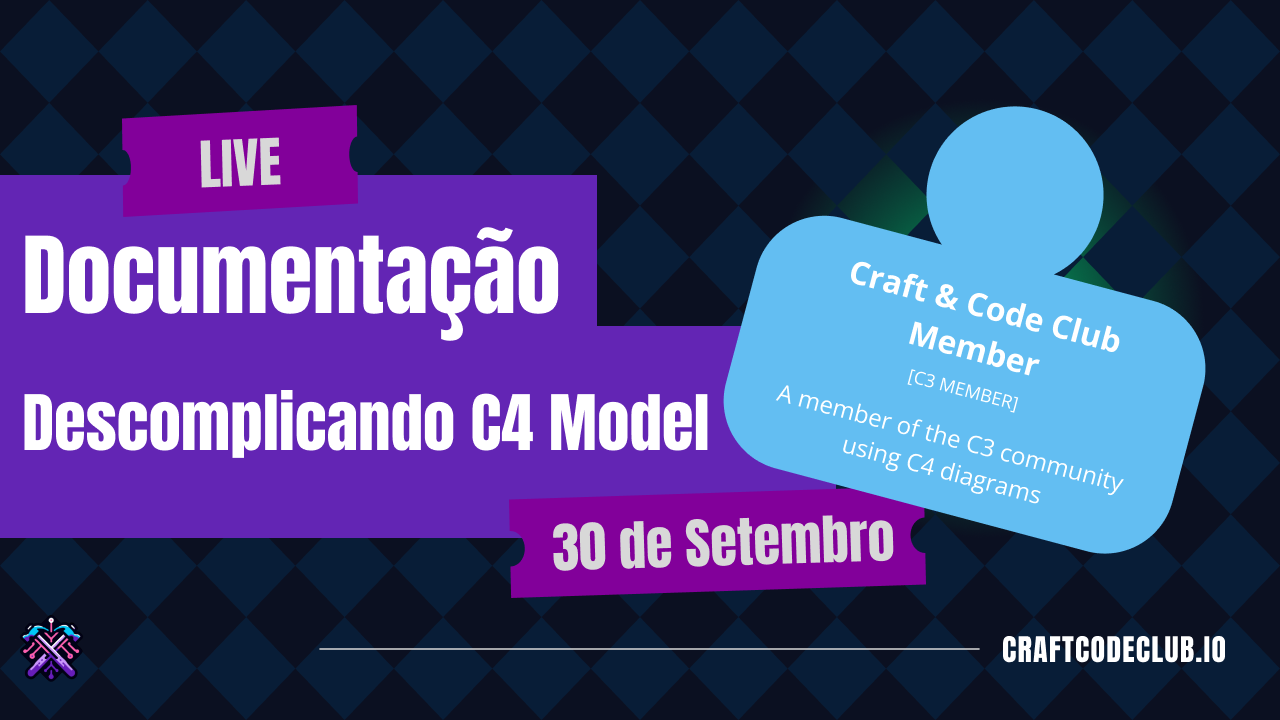 LIVE
Documentação
Descomplicando C4 Model
30 de Setembro
Craft & Code Club
Member
[C3 MEMBER]
A member of the C3 community
using C4 diagrams
CRAFTCODECLUB.IO